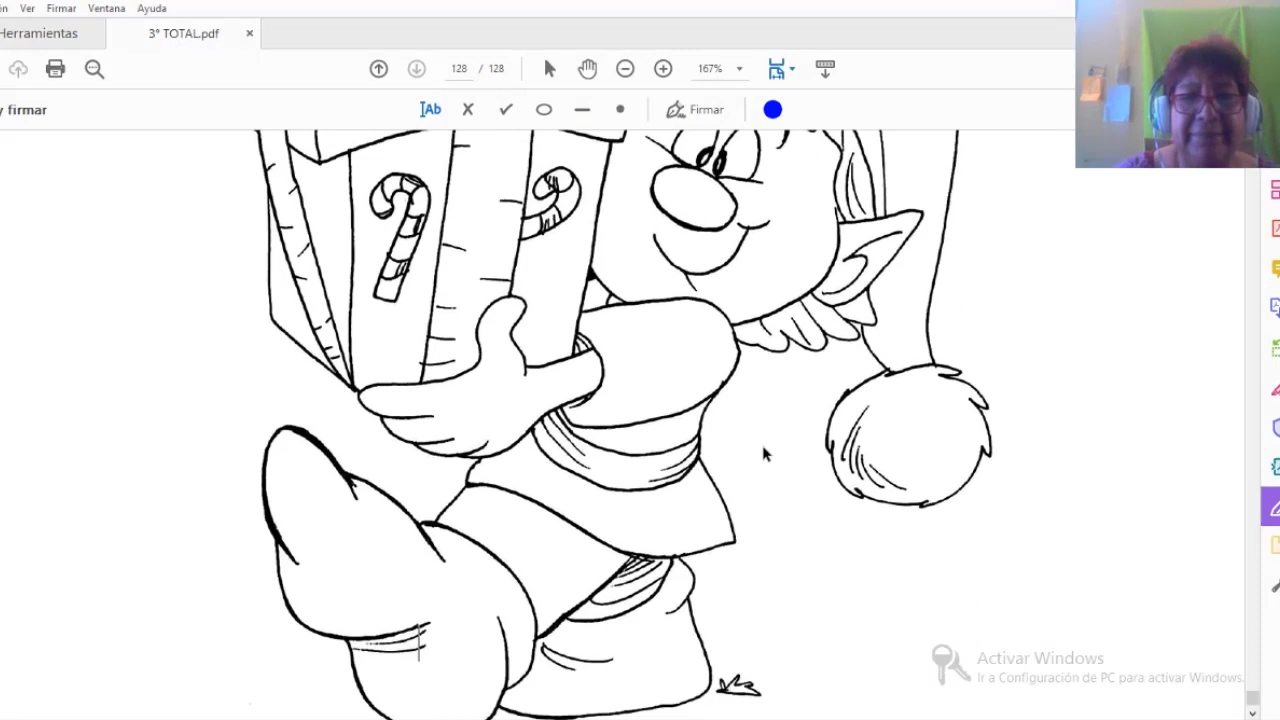 Ver Firmar Ventana Ayuda
Herramientas 3° TOTAL.pdf ×
128 / 128 167%
y firmar Ab Firmar
Activar Windows
Ir a Configuración de PC para activar Windows.